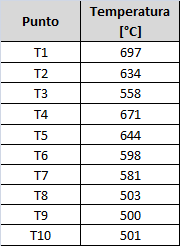 Punto Temperatura [°C]
T1 697
T2 634
T3 558
T4 671
T5 644
T6 598
T7 581
T8 503
T9 500
T10 501